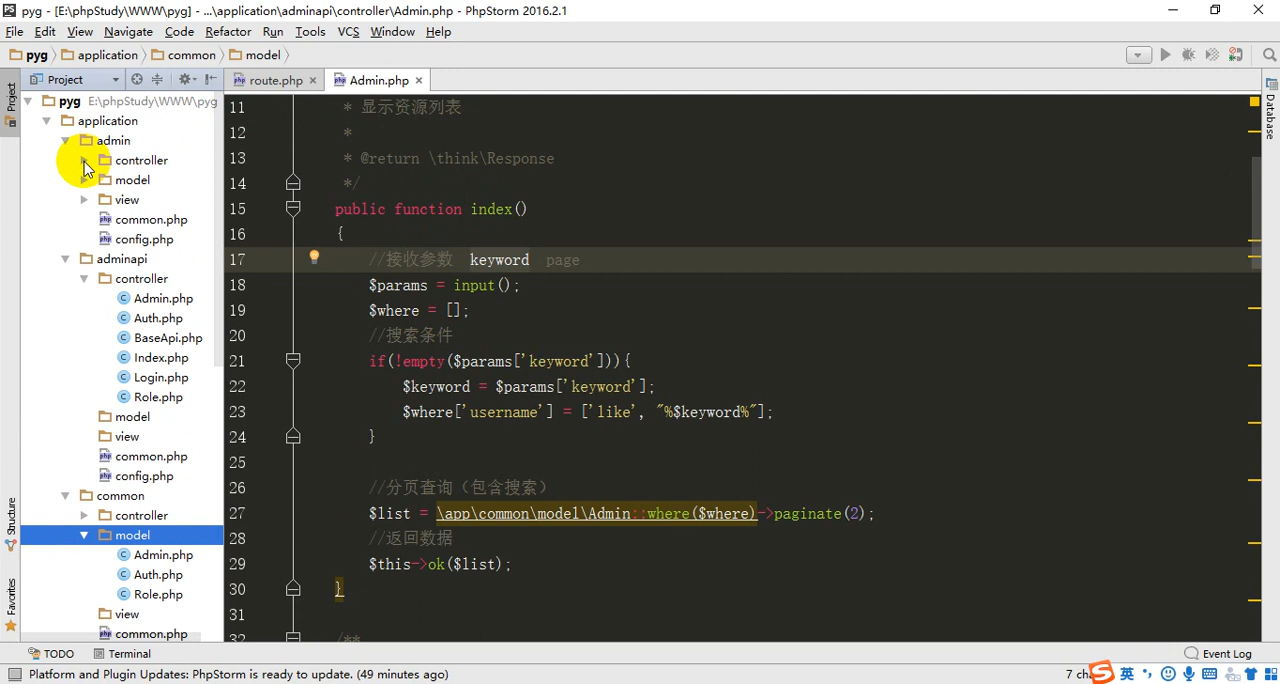 pyg - [E:\phpStudy\WWW\pyg] - ...\application\adminapi\controller\Admin.php - PhpStorm 2016.2.1
File Edit View Navigate Code Refactor Run Tools VCS Window Help
pyg application common model
Project
route.php Admin.php
Project
Structure
Favorites
Database
pyg E:\phpStudy\WWW\pyg
application
admin
controller
model
view
common.php
config.php
adminapi
controller
Admin.php
Auth.php
BaseApi.php
Index.php
Login.php
Role.php
model
view
common.php
config.php
common
controller
model
Admin.php
Auth.php
Role.php
view
common.php
11 * 显示资源列表
12 *
13 * @return \think\Response
14 */
15 public function index()
16 {
17 //接收参数 keyword page
18 $params = input();
19 $where = [];
20 //搜索条件
21 if(!empty($params['keyword'])){
22 $keyword = $params['keyword'];
23 $where['username'] = ['like', "%$keyword%"];
24 }
25
26 //分页查询（包含搜索）
27 $list = \app\common\model\Admin::where($where)->paginate(2);
28 //返回数据
29 $this->ok($list);
30 }
31
32 /**
TODO Terminal Event Log
Platform and Plugin Updates: PhpStorm is ready to update. (49 minutes ago) 7 ch 英